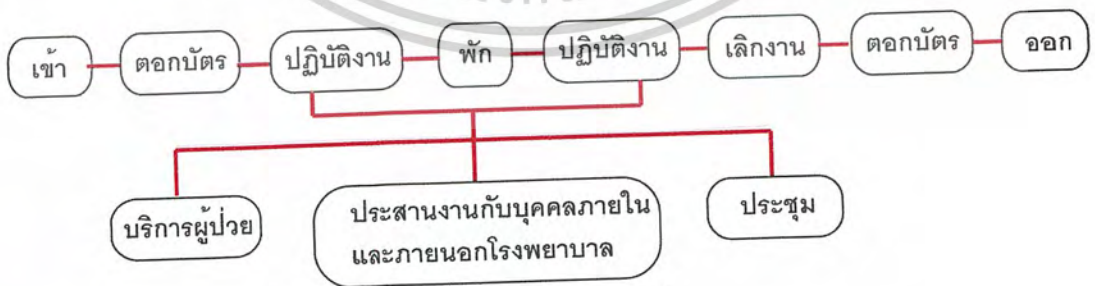 เข้า
ตอกบัตร
ปฏิบัติงาน
พัก
ปฏิบัติงาน
เลิกงาน
ตอกบัตร
ออก
บริการผู้ป่วย
ประสานงานกับบุคคลภายใน
และภายนอกโรงพยาบาล
ประชุม